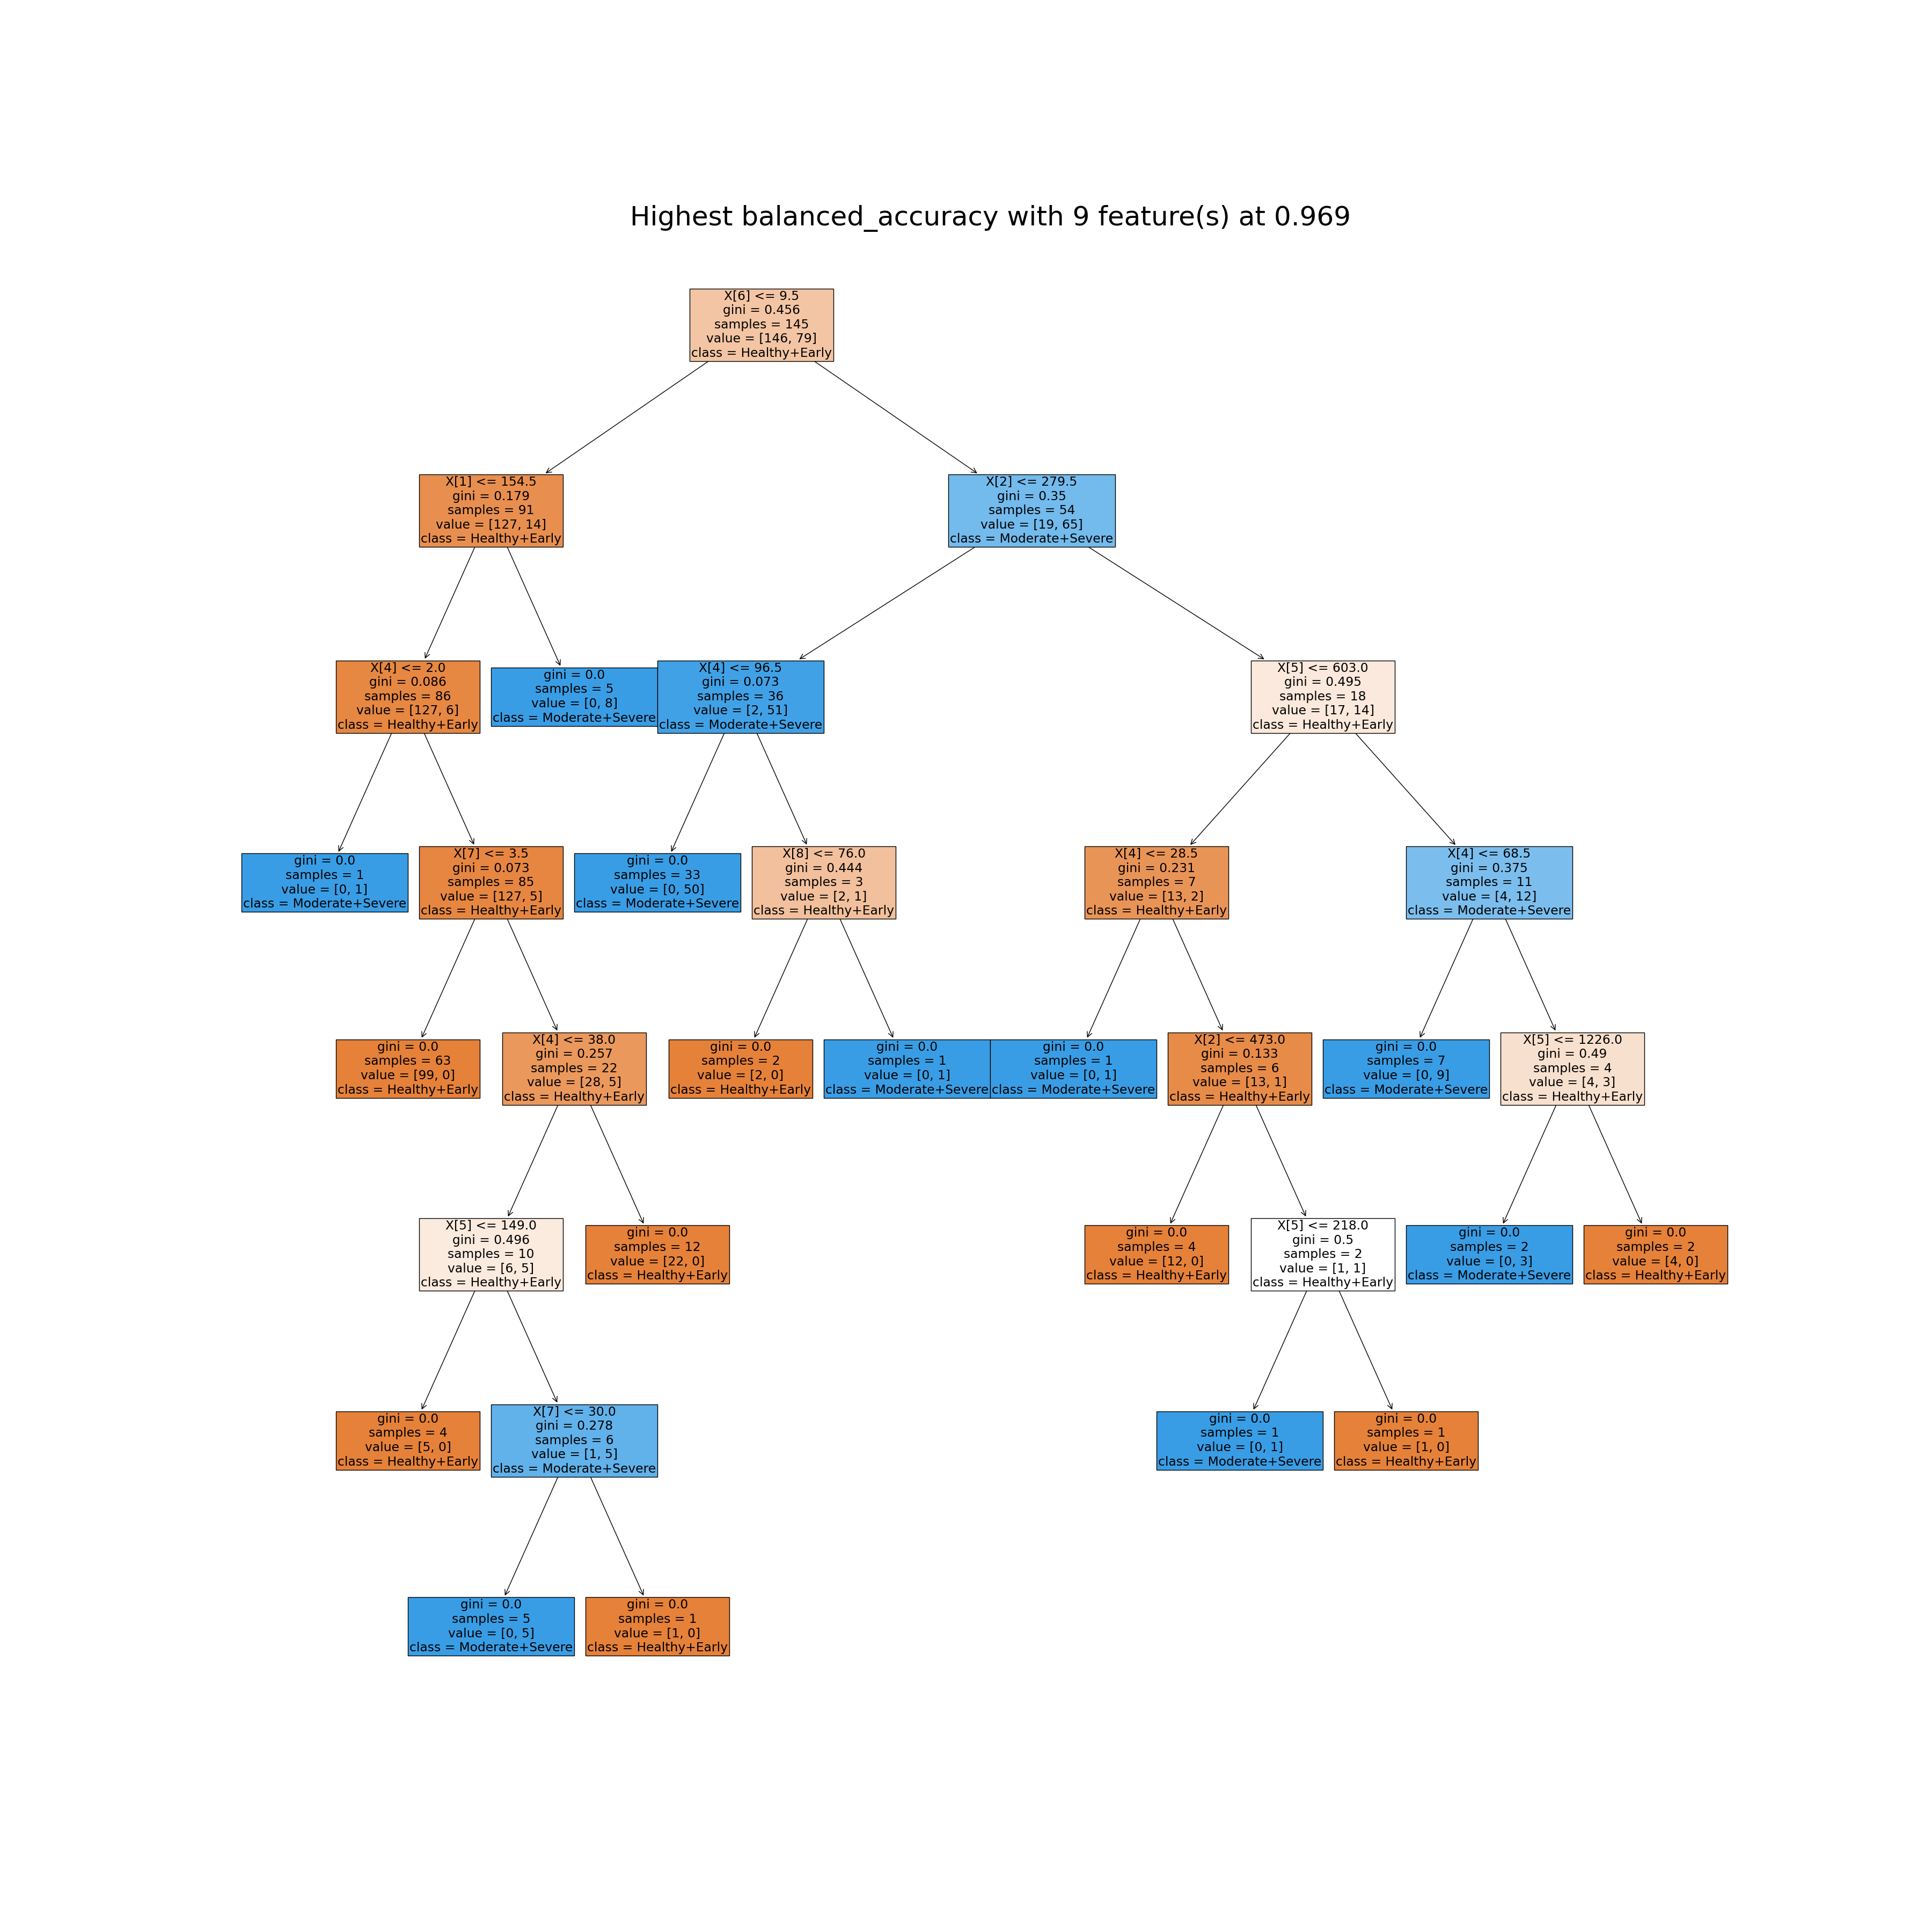 Highest balanced_accuracy with 9 feature(s) at 0.969
X[6] <= 9.5
gini = 0.456
samples = 145
value = [146, 79]
class = Healthy+Early
X[1] <= 154.5
gini = 0.179
samples = 91
value = [127, 14]
class = Healthy+Early
X[2] <= 279.5
gini = 0.35
samples = 54
value = [19, 65]
class = Moderate+Severe
X[4] <= 2.0
gini = 0.086
samples = 86
value = [127, 6]
class = Healthy+Early
gini = 0.0
samples = 5
value = [0, 8]
class = Moderate+Severe
X[4] <= 96.5
gini = 0.073
samples = 36
value = [2, 51]
class = Moderate+Severe
X[5] <= 603.0
gini = 0.495
samples = 18
value = [17, 14]
class = Healthy+Early
gini = 0.0
samples = 1
value = [0, 1]
class = Moderate+Severe
X[7] <= 3.5
gini = 0.073
samples = 85
value = [127, 5]
class = Healthy+Early
gini = 0.0
samples = 33
value = [0, 50]
class = Moderate+Severe
X[8] <= 76.0
gini = 0.444
samples = 3
value = [2, 1]
class = Healthy+Early
X[4] <= 28.5
gini = 0.231
samples = 7
value = [13, 2]
class = Healthy+Early
X[4] <= 68.5
gini = 0.375
samples = 11
value = [4, 12]
class = Moderate+Severe
gini = 0.0
samples = 63
value = [99, 0]
class = Healthy+Early
X[4] <= 38.0
gini = 0.257
samples = 22
value = [28, 5]
class = Healthy+Early
gini = 0.0
samples = 2
value = [2, 0]
class = Healthy+Early
gini = 0.0
samples = 1
value = [0, 1]
class = Moderate+Severe
gini = 0.0
samples = 1
value = [0, 1]
class = Moderate+Severe
X[2] <= 473.0
gini = 0.133
samples = 6
value = [13, 1]
class = Healthy+Early
gini = 0.0
samples = 7
value = [0, 9]
class = Moderate+Severe
X[5] <= 1226.0
gini = 0.49
samples = 4
value = [4, 3]
class = Healthy+Early
X[5] <= 149.0
gini = 0.496
samples = 10
value = [6, 5]
class = Healthy+Early
gini = 0.0
samples = 12
value = [22, 0]
class = Healthy+Early
gini = 0.0
samples = 4
value = [12, 0]
class = Healthy+Early
X[5] <= 218.0
gini = 0.5
samples = 2
value = [1, 1]
class = Healthy+Early
gini = 0.0
samples = 2
value = [0, 3]
class = Moderate+Severe
gini = 0.0
samples = 2
value = [4, 0]
class = Healthy+Early
gini = 0.0
samples = 4
value = [5, 0]
class = Healthy+Early
X[7] <= 30.0
gini = 0.278
samples = 6
value = [1, 5]
class = Moderate+Severe
gini = 0.0
samples = 1
value = [0, 1]
class = Moderate+Severe
gini = 0.0
samples = 1
value = [1, 0]
class = Healthy+Early
gini = 0.0
samples = 5
value = [0, 5]
class = Moderate+Severe
gini = 0.0
samples = 1
value = [1, 0]
class = Healthy+Early